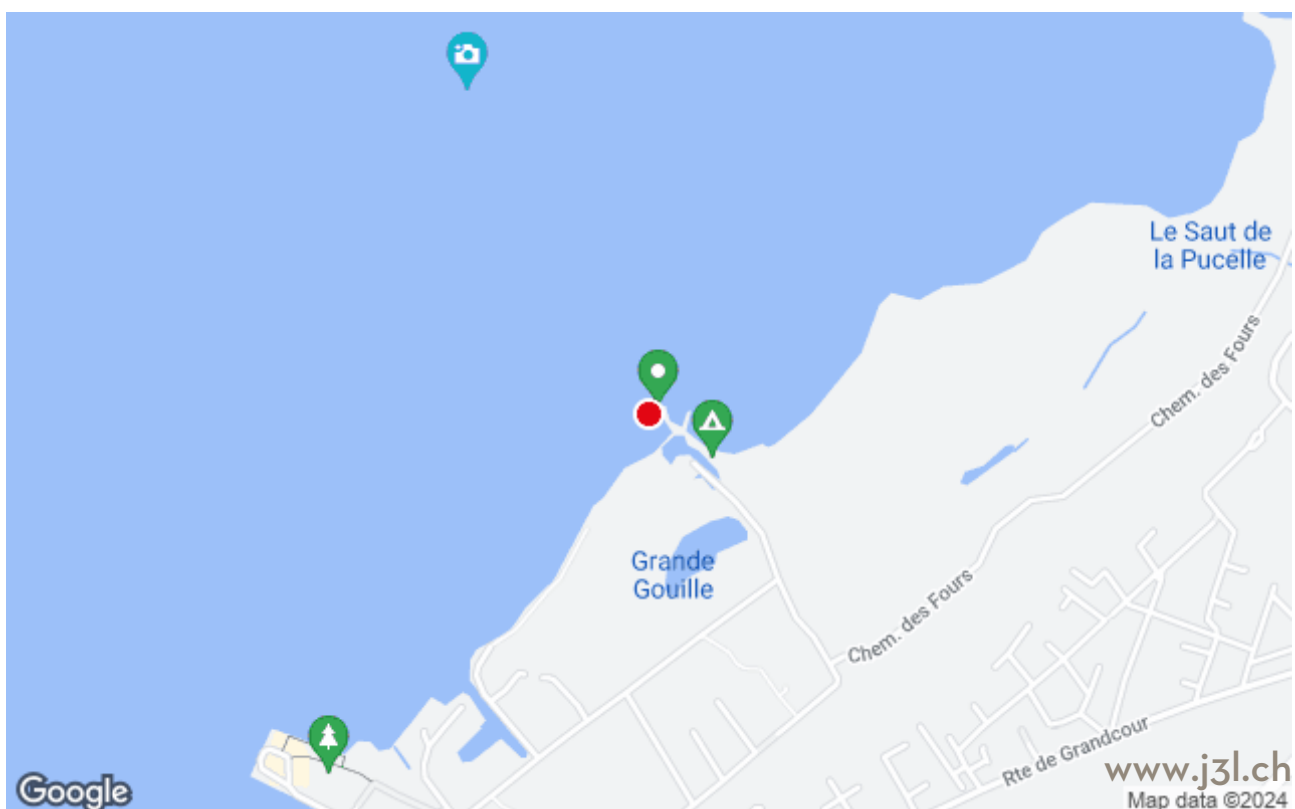 Le Saut de
la Pucelle
Chem. des Fours
Grande
Gouille
Chem. des Fours
Rte de Grandcour
www.j3l.ch
Google
Map data ©2024